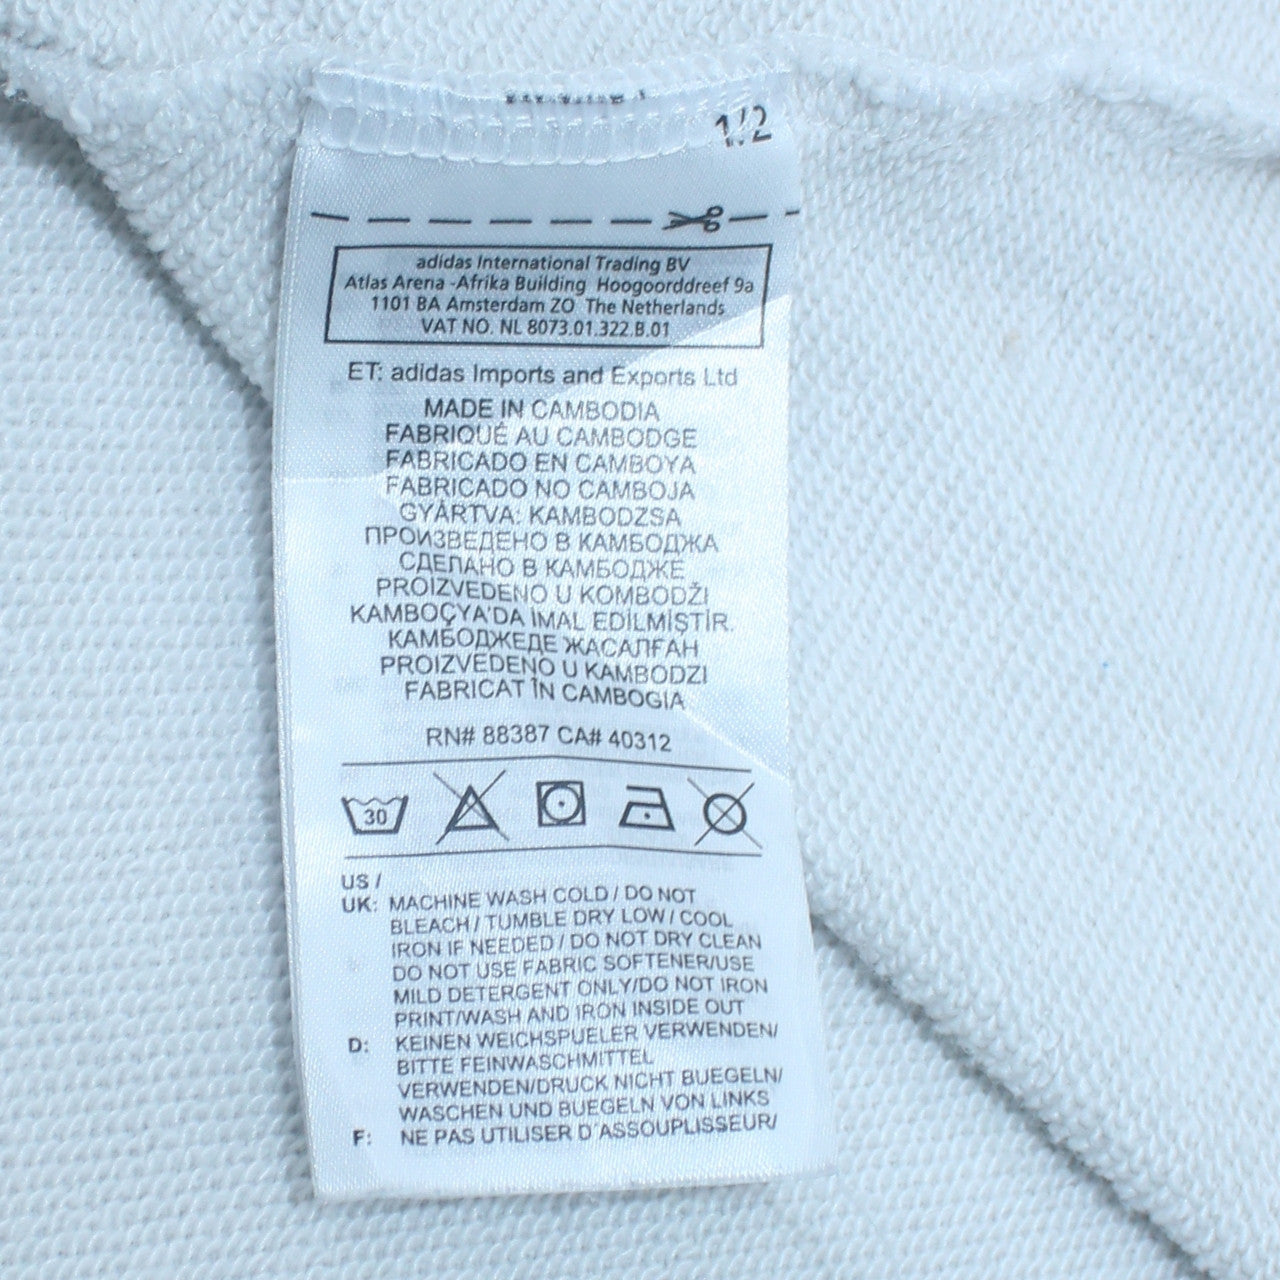 1/2
adidas International Trading BV
Atlas Arena -Afrika Building Hoogoorddreef 9a
1101 BA Amsterdam ZO The Netherlands
VAT NO. NL 8073.01.322.B.01
ET: adidas Imports and Exports Ltd
MADE IN CAMBODIA
FABRIQUÉ AU CAMBODGE
FABRICADO EN CAMBOYA
FABRICADO NO CAMBOJA
GYÁRTVA: KAMBODZSA
ПРОИЗВЕДЕНО В КАМБОДЖА
СДЕЛАНО В КАМБОДЖЕ
PROIZVEDENO U KOMBODŽI
KAMBOÇYA'DA IMAL EDİLMİŞTİR.
КАМБОДЖЕДЕ ЖАСАЛҒАН
PROIZVEDENO U KAMBODZI
FABRICAT ÎN CAMBOGIA
RN# 88387 CA# 40312
30
US /
UK: MACHINE WASH COLD / DO NOT
BLEACH / TUMBLE DRY LOW / COOL
IRON IF NEEDED / DO NOT DRY CLEAN
DO NOT USE FABRIC SOFTENER/USE
MILD DETERGENT ONLY/DO NOT IRON
PRINT/WASH AND IRON INSIDE OUT
D: KEINEN WEICHSPUELER VERWENDEN/
BITTE FEINWASCHMITTEL
VERWENDEN/DRUCK NICHT BUEGELN/
WASCHEN UND BUEGELN VON LINKS
F: NE PAS UTILISER D´ASSOUPLISSEUR/